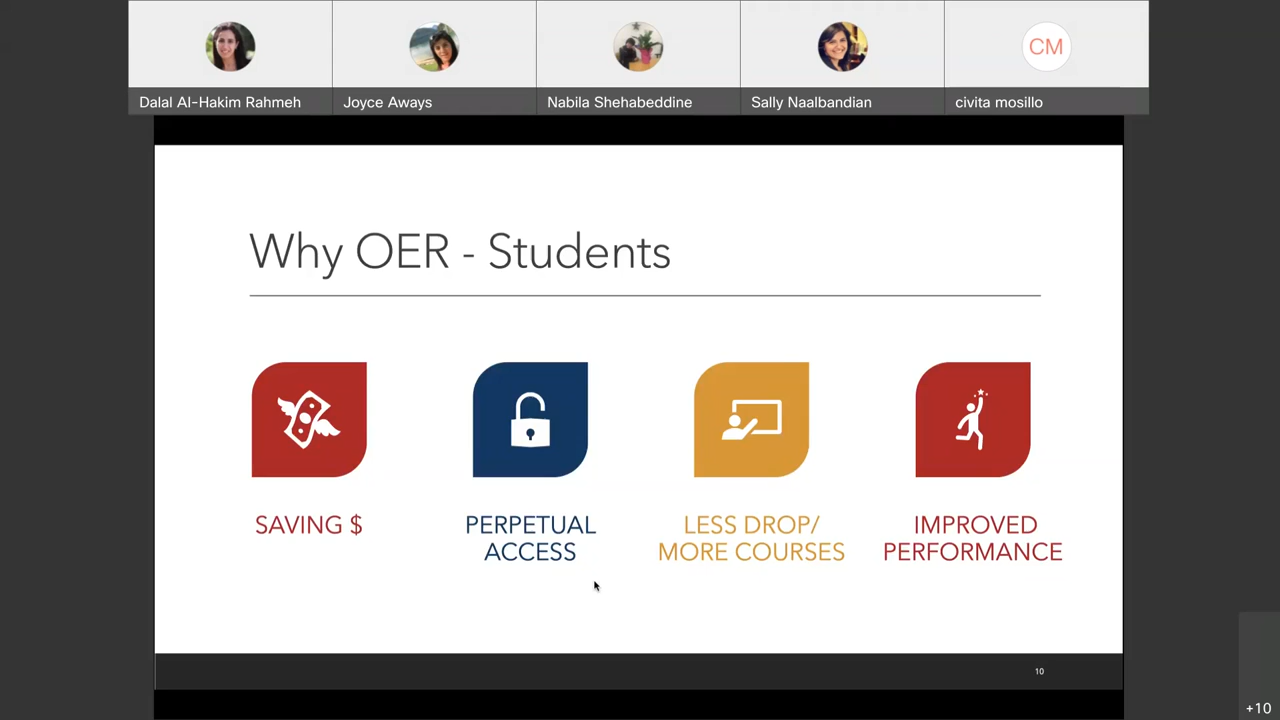 Dalal Al-Hakim Rahmeh
Joyce Aways
Nabila Shehabeddine
Sally Naalbandian
CM
civita mosillo
Why OER - Students
SAVING $
PERPETUAL
ACCESS
LESS DROP/
MORE COURSES
IMPROVED
PERFORMANCE
10
+10